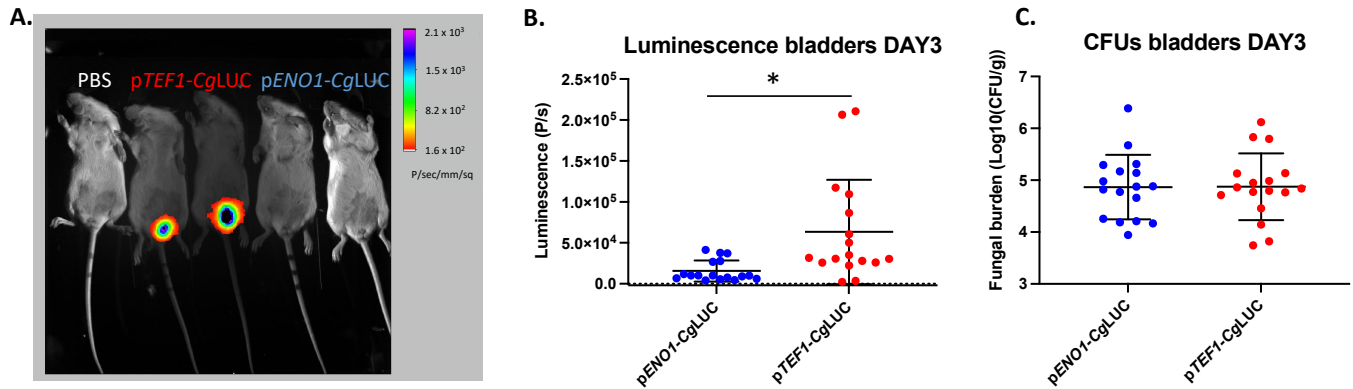 A.
PBS pTEF1-CgLUC pENO1-CgLUC
2.1 x 10³
1.5 x 10³
8.2 x 10²
1.6 x 10²
P/sec/mm/sq
B.
Luminescence bladders DAY3
Luminescence (P/s)
2.5×10⁵
2.0×10⁵
1.5×10⁵
1.0×10⁵
5.0×10⁴
0.0
*
pENO1-CgLUC
pTEF1-CgLUC
C.
CFUs bladders DAY3
Fungal burden (Log10(CFU/g))
7
6
5
4
3
pENO1-CgLUC
pTEF1-CgLUC